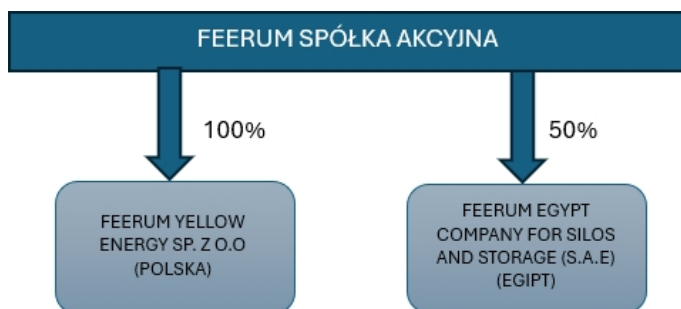 FEERUM SPÓŁKA AKCYJNA
100%
50%
FEERUM YELLOW
ENERGY SP. Z O.O
(POLSKA)
FEERUM EGYPT
COMPANY FOR SILOS
AND STORAGE (S.A.E)
(EGIPT)